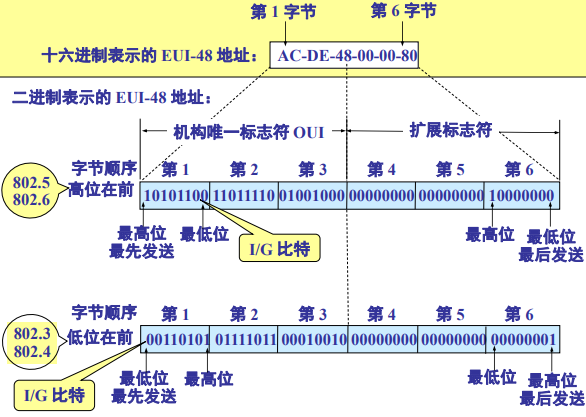 第 1 字节 第 6 字节
十六进制表示的 EUI-48 地址： AC-DE-48-00-00-80
二进制表示的 EUI-48 地址：
机构唯一标志符 OUI 扩展标志符
字节顺序 第 1 第 2 第 3 第 4 第 5 第 6
802.5
802.6
高位在前 10101100 11011110 01001000 00000000 00000000 10000000
最高位 最低位 最高位 最低位
最先发送 最后发送
I/G 比特
字节顺序 第 1 第 2 第 3 第 4 第 5 第 6
802.3
802.4
低位在前 00110101 01111011 00010010 00000000 00000000 00000001
最低位 最高位 最低位 最高位
最先发送 最后发送
I/G 比特